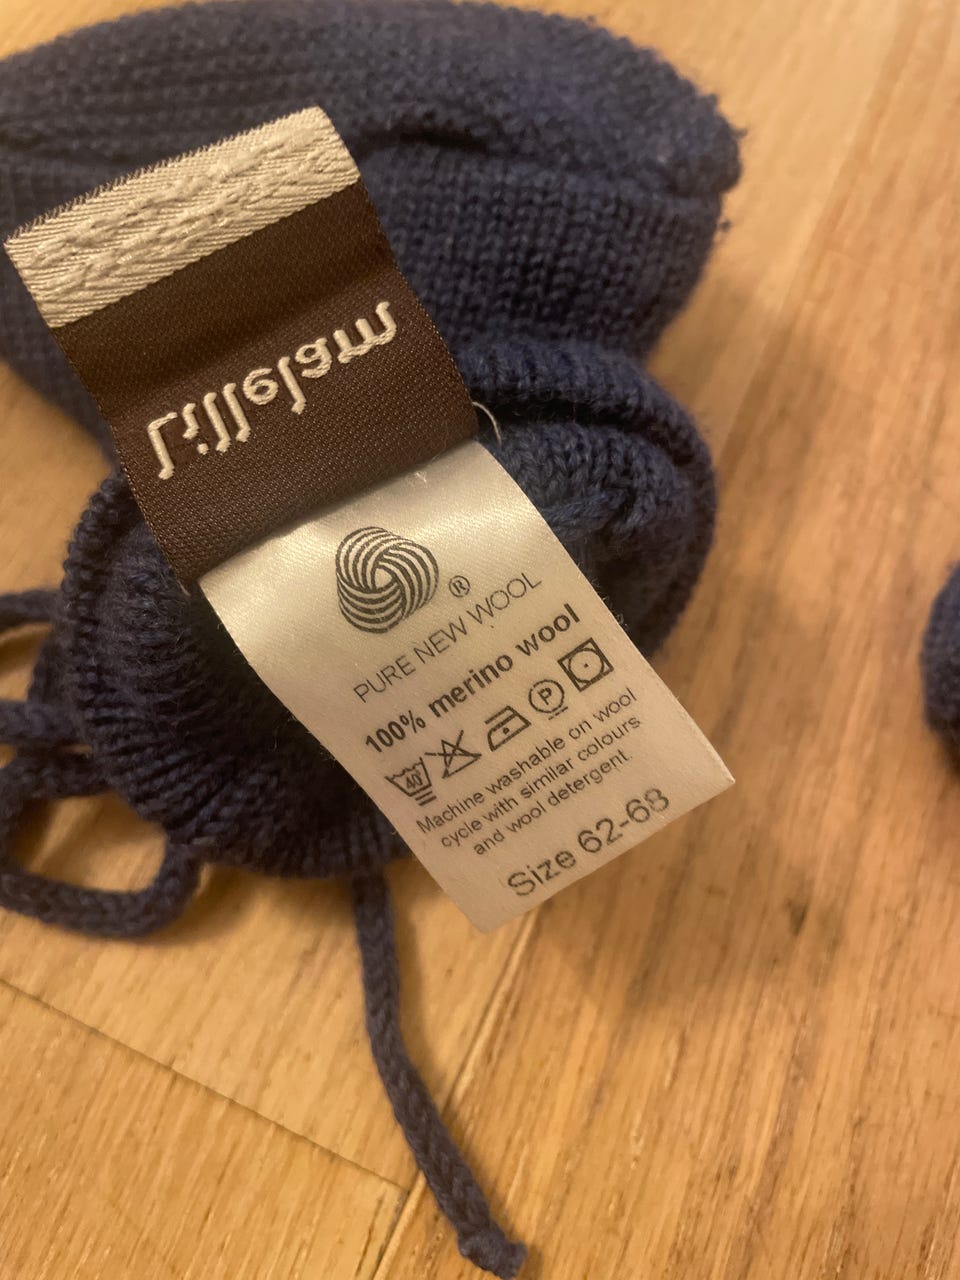 Lillelam
®
PURE NEW WOOL
100% merino wool
40° P
Machine washable on wool
cycle with similar colours
and wool detergent.
Size 62-68